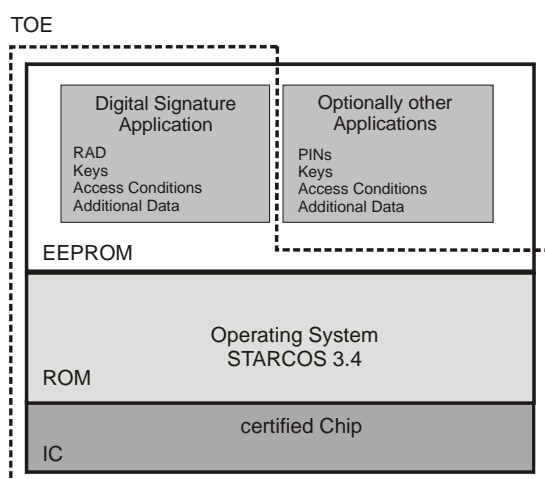 TOE
Digital Signature
Application
RAD
Keys
Access Conditions
Additional Data
Optionally other
Applications
PINs
Keys
Access Conditions
Additional Data
EEPROM
Operating System
STARCOS 3.4
ROM
certified Chip
IC